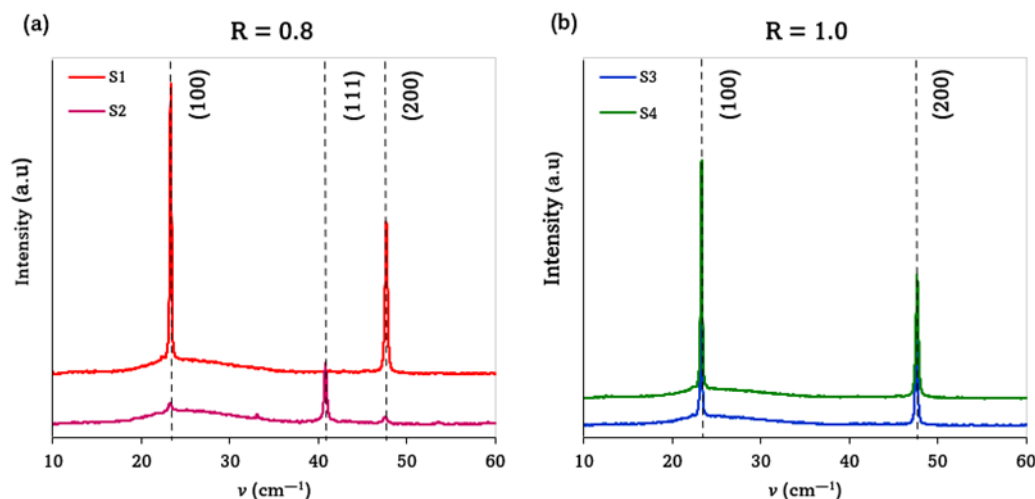 (a)
R = 0.8
S1
S2
(100)
(111)
(200)
Intensity (a.u)
10
20
30
40
50
60
ν (cm⁻¹)
(b)
R = 1.0
S3
S4
(100)
(200)
Intensity (a.u)
10
20
30
40
50
60
ν (cm⁻¹)